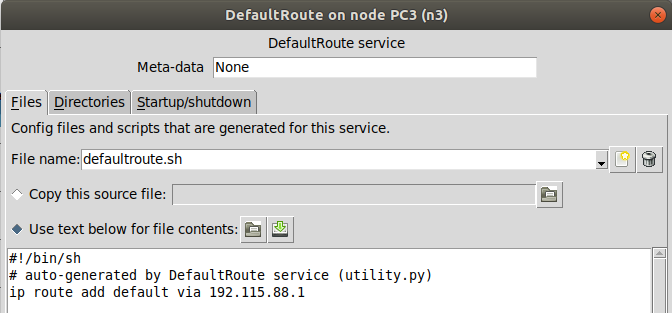 DefaultRoute on node PC3 (n3)
DefaultRoute service
Meta-data None
Files Directories Startup/shutdown
Config files and scripts that are generated for this service.
File name: defaultroute.sh
Copy this source file:
Use text below for file contents:
#!/bin/sh
# auto-generated by DefaultRoute service (utility.py)
ip route add default via 192.115.88.1